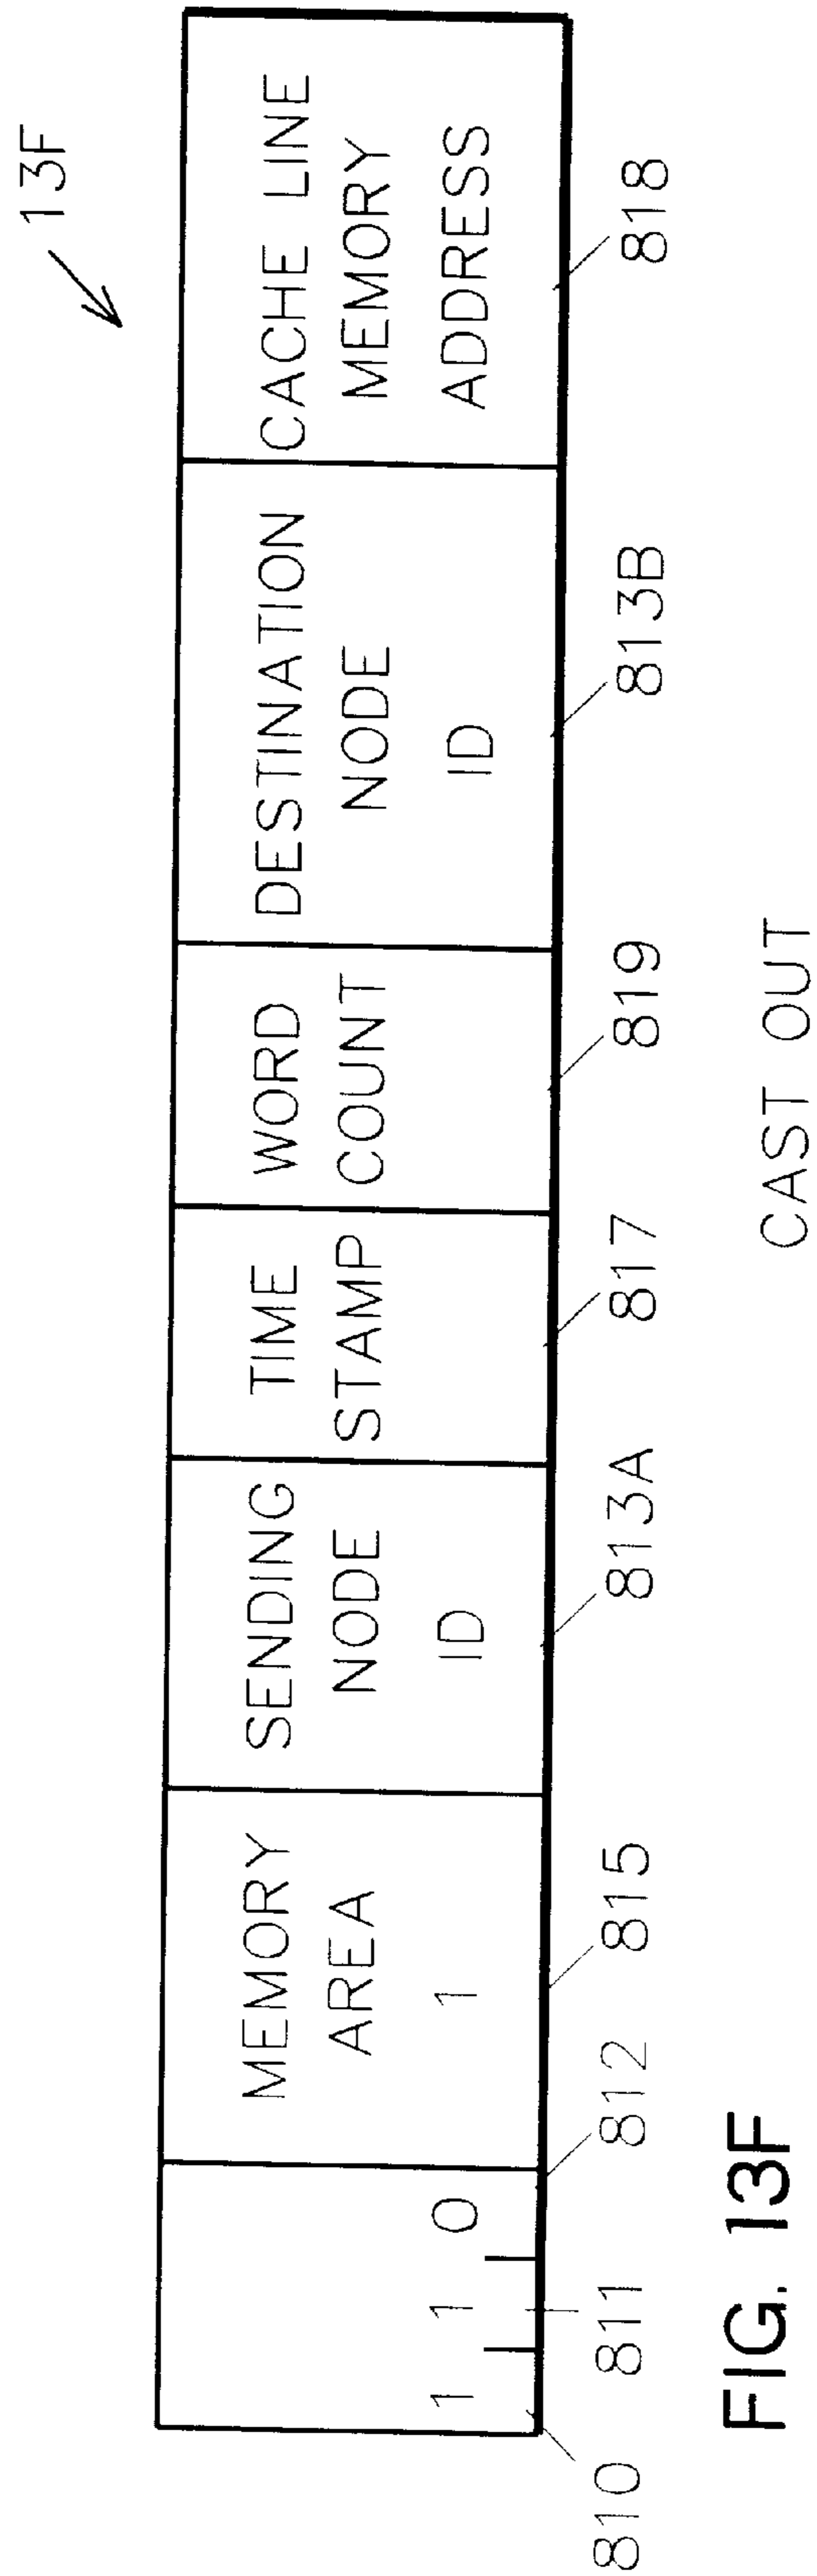 13F
1 1 0
MEMORY
AREA
1
SENDING
NODE
ID
TIME
STAMP
WORD
COUNT
DESTINATION
NODE
ID
CACHE LINE
MEMORY
ADDRESS
810
811
812
815
813A
817
819
813B
818
CAST OUT
FIG. 13F